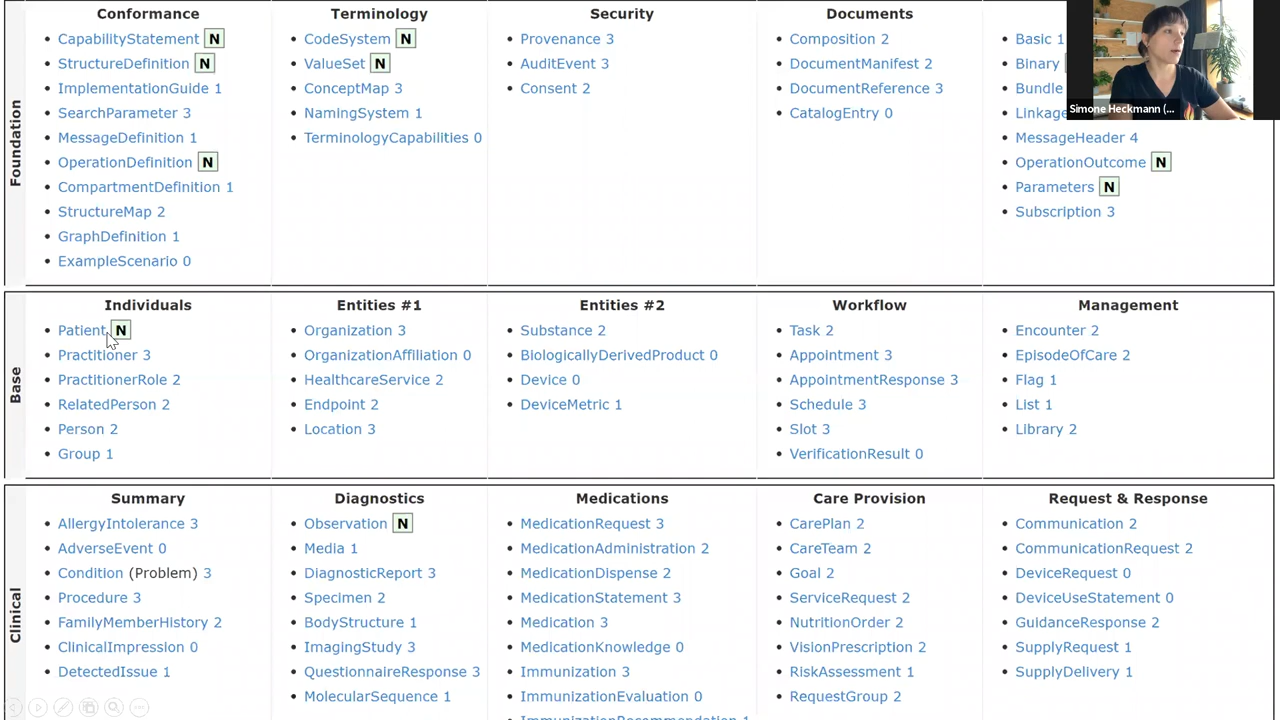 Foundation
Conformance
CapabilityStatement N
StructureDefinition N
ImplementationGuide 1
SearchParameter 3
MessageDefinition 1
OperationDefinition N
CompartmentDefinition 1
StructureMap 2
GraphDefinition 1
ExampleScenario 0
Terminology
CodeSystem N
ValueSet N
ConceptMap 3
NamingSystem 1
TerminologyCapabilities 0
Security
Provenance 3
AuditEvent 3
Consent 2
Documents
Composition 2
DocumentManifest 2
DocumentReference 3
CatalogEntry 0
Basic 1
Binary
Bundle
Linkage
MessageHeader 4
OperationOutcome N
Parameters N
Subscription 3
Simone Heckmann (...
Base
Individuals
Patient N
Practitioner 3
PractitionerRole 2
RelatedPerson 2
Person 2
Group 1
Entities #1
Organization 3
OrganizationAffiliation 0
HealthcareService 2
Endpoint 2
Location 3
Entities #2
Substance 2
BiologicallyDerivedProduct 0
Device 0
DeviceMetric 1
Workflow
Task 2
Appointment 3
AppointmentResponse 3
Schedule 3
Slot 3
VerificationResult 0
Management
Encounter 2
EpisodeOfCare 2
Flag 1
List 1
Library 2
Clinical
Summary
AllergyIntolerance 3
AdverseEvent 0
Condition (Problem) 3
Procedure 3
FamilyMemberHistory 2
ClinicalImpression 0
DetectedIssue 1
Diagnostics
Observation N
Media 1
DiagnosticReport 3
Specimen 2
BodyStructure 1
ImagingStudy 3
QuestionnaireResponse 3
MolecularSequence 1
Medications
MedicationRequest 3
MedicationAdministration 2
MedicationDispense 2
MedicationStatement 3
Medication 3
MedicationKnowledge 0
Immunization 3
ImmunizationEvaluation 0
ImmunizationRecommendation 1
Care Provision
CarePlan 2
CareTeam 2
Goal 2
ServiceRequest 2
NutritionOrder 2
VisionPrescription 2
RiskAssessment 1
RequestGroup 2
Request & Response
Communication 2
CommunicationRequest 2
DeviceRequest 0
DeviceUseStatement 0
GuidanceResponse 2
SupplyRequest 1
SupplyDelivery 1